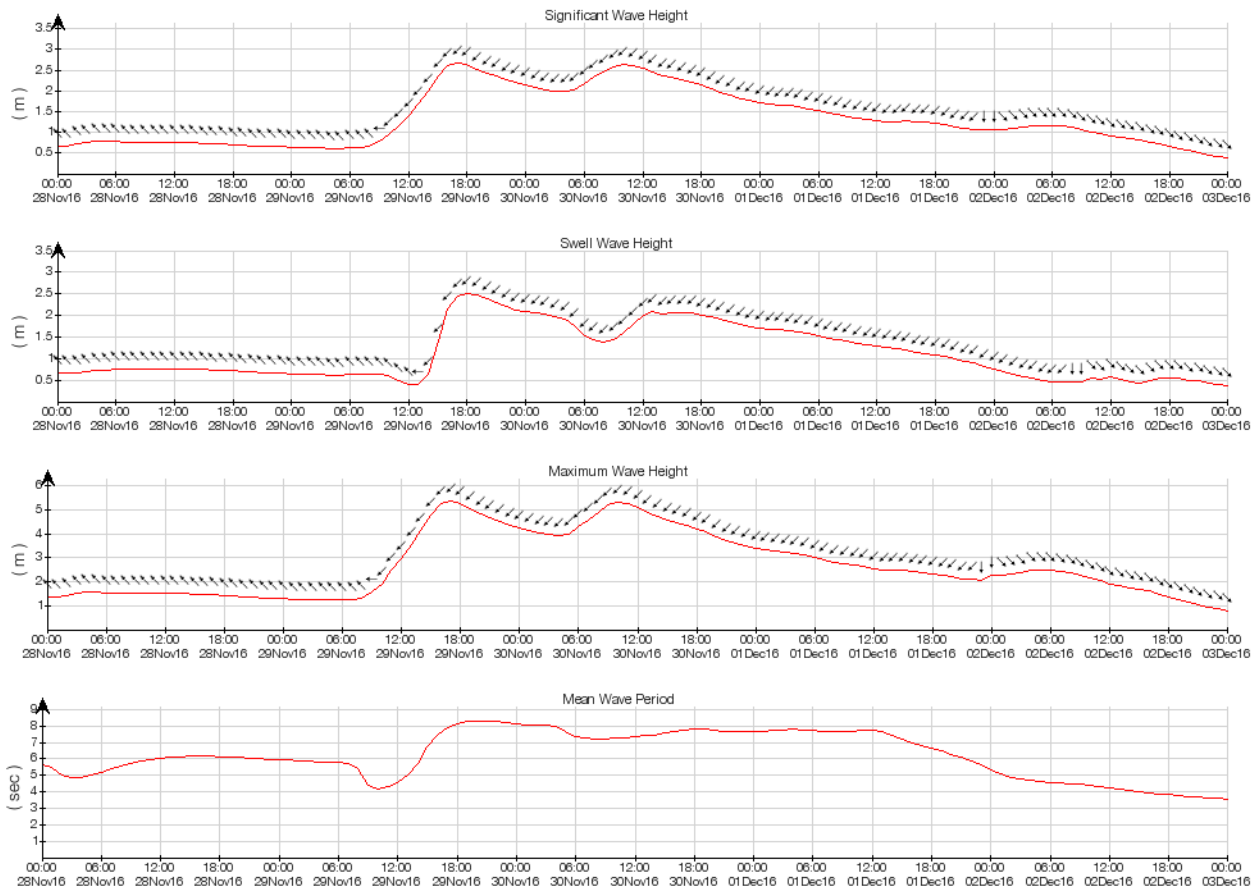 Significant Wave Height
3.5
3
2.5
2
1.5
1
0.5
( m )
00:00 06:00 12:00 18:00 00:00 06:00 12:00 18:00 00:00 06:00 12:00 18:00 00:00 06:00 12:00 18:00 00:00 06:00 12:00 18:00 00:00
28Nov16 28Nov16 28Nov16 28Nov16 29Nov16 29Nov16 29Nov16 29Nov16 30Nov16 30Nov16 30Nov16 30Nov16 01Dec16 01Dec16 01Dec16 01Dec16 02Dec16 02Dec16 02Dec16 02Dec16 03Dec16
Swell Wave Height
3.5
3
2.5
2
1.5
1
0.5
( m )
00:00 06:00 12:00 18:00 00:00 06:00 12:00 18:00 00:00 06:00 12:00 18:00 00:00 06:00 12:00 18:00 00:00 06:00 12:00 18:00 00:00
28Nov16 28Nov16 28Nov16 28Nov16 29Nov16 29Nov16 29Nov16 29Nov16 30Nov16 30Nov16 30Nov16 30Nov16 01Dec16 01Dec16 01Dec16 01Dec16 02Dec16 02Dec16 02Dec16 02Dec16 03Dec16
Maximum Wave Height
6
5
4
3
2
1
( m )
00:00 06:00 12:00 18:00 00:00 06:00 12:00 18:00 00:00 06:00 12:00 18:00 00:00 06:00 12:00 18:00 00:00 06:00 12:00 18:00 00:00
28Nov16 28Nov16 28Nov16 28Nov16 29Nov16 29Nov16 29Nov16 29Nov16 30Nov16 30Nov16 30Nov16 30Nov16 01Dec16 01Dec16 01Dec16 01Dec16 02Dec16 02Dec16 02Dec16 02Dec16 03Dec16
Mean Wave Period
9
8
7
6
5
4
3
2
1
( sec )
00:00 06:00 12:00 18:00 00:00 06:00 12:00 18:00 00:00 06:00 12:00 18:00 00:00 06:00 12:00 18:00 00:00 06:00 12:00 18:00 00:00
28Nov16 28Nov16 28Nov16 28Nov16 29Nov16 29Nov16 29Nov16 29Nov16 30Nov16 30Nov16 30Nov16 30Nov16 01Dec16 01Dec16 01Dec16 01Dec16 02Dec16 02Dec16 02Dec16 02Dec16 03Dec16